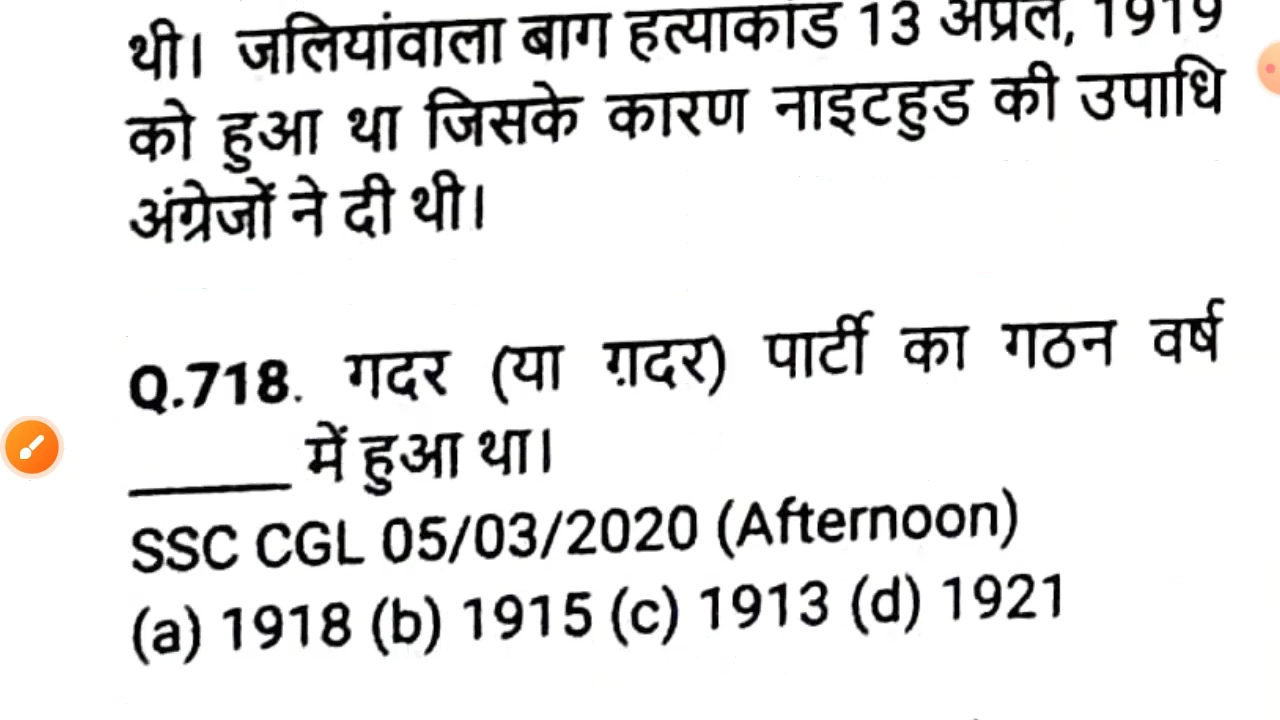 थी। जलियांवाला बाग हत्याकांड 13 अप्रैल, 1919
को हुआ था जिसके कारण नाइटहुड की उपाधि
अंग्रेजों ने दी थी।
Q.718. गदर (या ग़दर) पार्टी का गठन वर्ष
_____ में हुआ था।
SSC CGL 05/03/2020 (Afternoon)
(a) 1918 (b) 1915 (c) 1913 (d) 1921